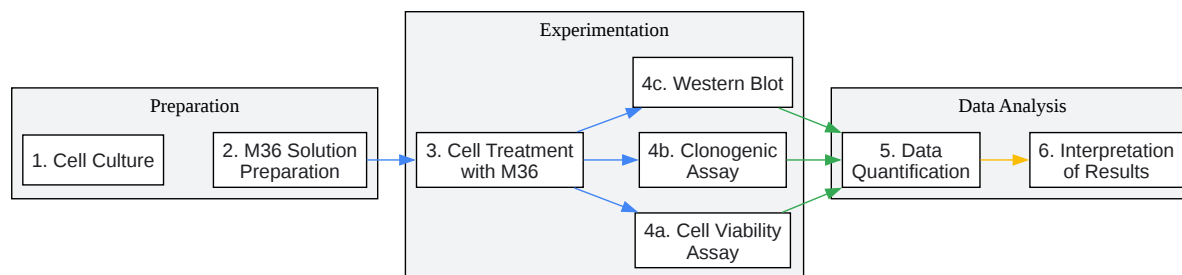 Preparation
1. Cell Culture
2. M36 Solution
Preparation
Experimentation
3. Cell Treatment
with M36
4c. Western Blot
4b. Clonogenic
Assay
4a. Cell Viability
Assay
Data Analysis
5. Data
Quantification
6. Interpretation
of Results